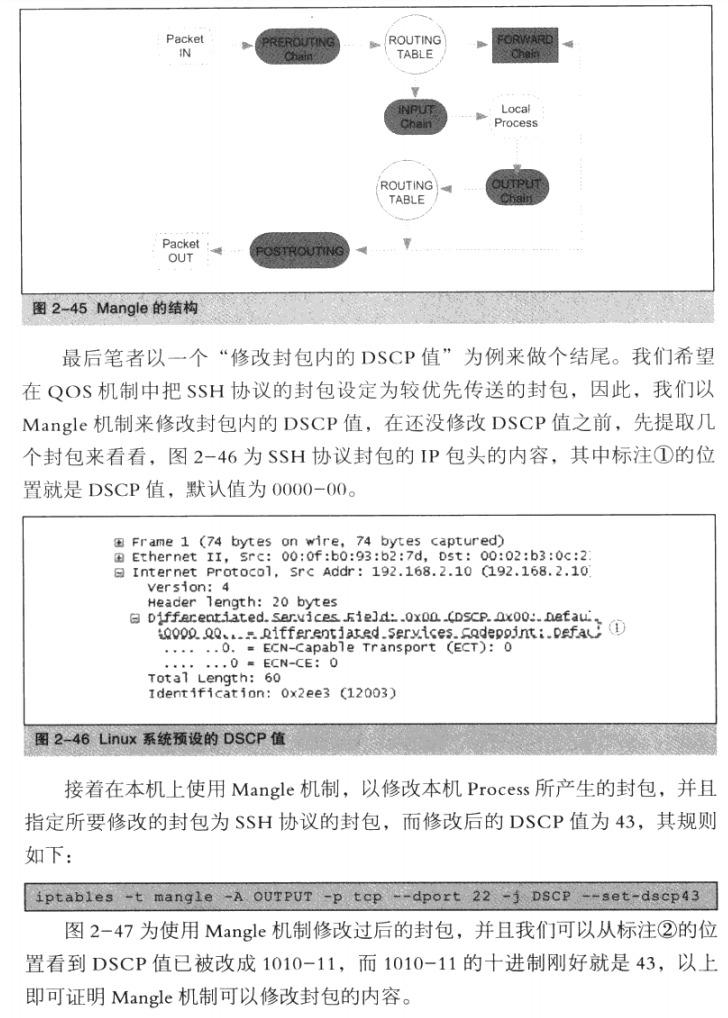 Packet
IN
PREROUTING
Chain
ROUTING
TABLE
FORWARD
Chain
INPUT
Chain
Local
Process
ROUTING
TABLE
OUTPUT
Chain
Packet
OUT
POSTROUTING
图 2-45 Mangle 的结构
最后笔者以一个“修改封包内的 DSCP 值”为例来做个结尾。我们希望
在 QOS 机制中把 SSH 协议的封包设定为较优先传送的封包，因此，我们以
Mangle 机制来修改封包内的 DSCP 值，在还没修改 DSCP 值之前，先提取几
个封包来看看，图 2-46 为 SSH 协议封包的 IP 包头的内容，其中标注①的位
置就是 DSCP 值，默认值为 0000-00。
Frame 1 (74 bytes on wire, 74 bytes captured)
Ethernet II, Src: 00:0f:b0:93:b2:7d, Dst: 00:02:b3:0c:2
Internet Protocol, Src Addr: 192.168.2.10 (192.168.2.10
Version: 4
Header length: 20 bytes
Differentiated Services Field: 0x00 (DSCP 0x00: Defau
0000 00.. = Differentiated Services Codepoint: Defau ①
.... ..0. = ECN-Capable Transport (ECT): 0
.... ...0 = ECN-CE: 0
Total Length: 60
Identification: 0x2ee3 (12003)
图 2-46 Linux 系统预设的 DSCP 值
接着在本机上使用 Mangle 机制，以修改本机 Process 所产生的封包，并且
指定所要修改的封包为 SSH 协议的封包，而修改后的 DSCP 值为 43，其规则
如下：
iptables -t mangle -A OUTPUT -p tcp --dport 22 -j DSCP --set-dscp43
图 2-47 为使用 Mangle 机制修改过后的封包，并且我们可以从标注②的位
置看到 DSCP 值已被改成 1010-11，而 1010-11 的十进制刚好就是 43，以上
即可证明 Mangle 机制可以修改封包的内容。